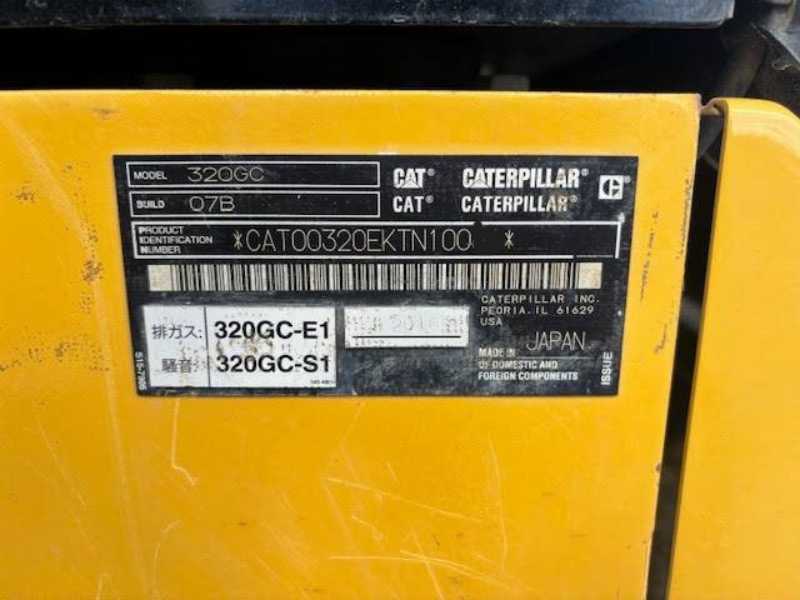 MODEL 320GC
BUILD 07B
CAT® CATERPILLAR®
CAT® CATERPILLAR®
PRODUCT IDENTIFICATION NUMBER *CAT00320EKTN100 *
CATERPILLAR INC.
PEORIA, IL 61629
USA
排ガス: 320GC-E1
騒音: 320GC-S1
MADE IN JAPAN
OF DOMESTIC AND
FOREIGN COMPONENTS
ISSUE